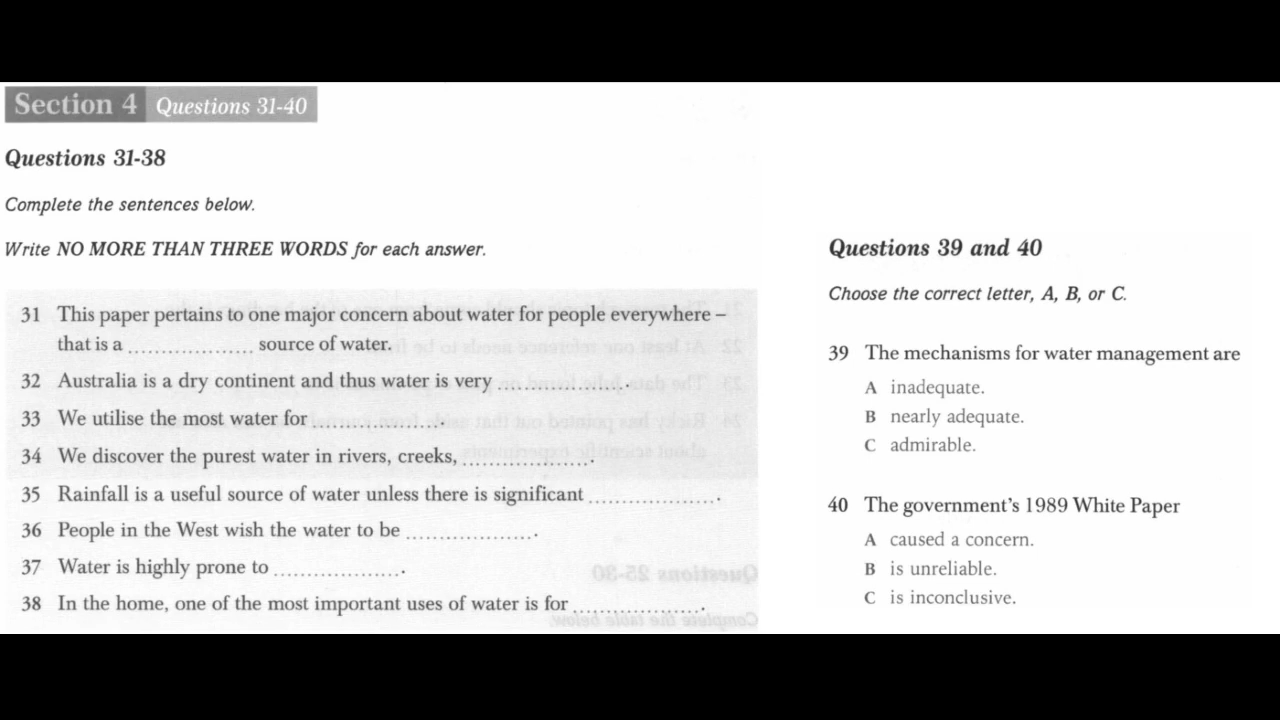 Section 4 Questions 31-40
Questions 31-38
Complete the sentences below.
Write NO MORE THAN THREE WORDS for each answer.
31 This paper pertains to one major concern about water for people everywhere –
that is a ................... source of water.
32 Australia is a dry continent and thus water is very ................... .
33 We utilise the most water for ................... .
34 We discover the purest water in rivers, creeks, ................... .
35 Rainfall is a useful source of water unless there is significant ................... .
36 People in the West wish the water to be ................... .
37 Water is highly prone to ................... .
38 In the home, one of the most important uses of water is for ................... .
Questions 39 and 40
Choose the correct letter, A, B, or C.
39 The mechanisms for water management are
A inadequate.
B nearly adequate.
C admirable.
40 The government's 1989 White Paper
A caused a concern.
B is unreliable.
C is inconclusive.